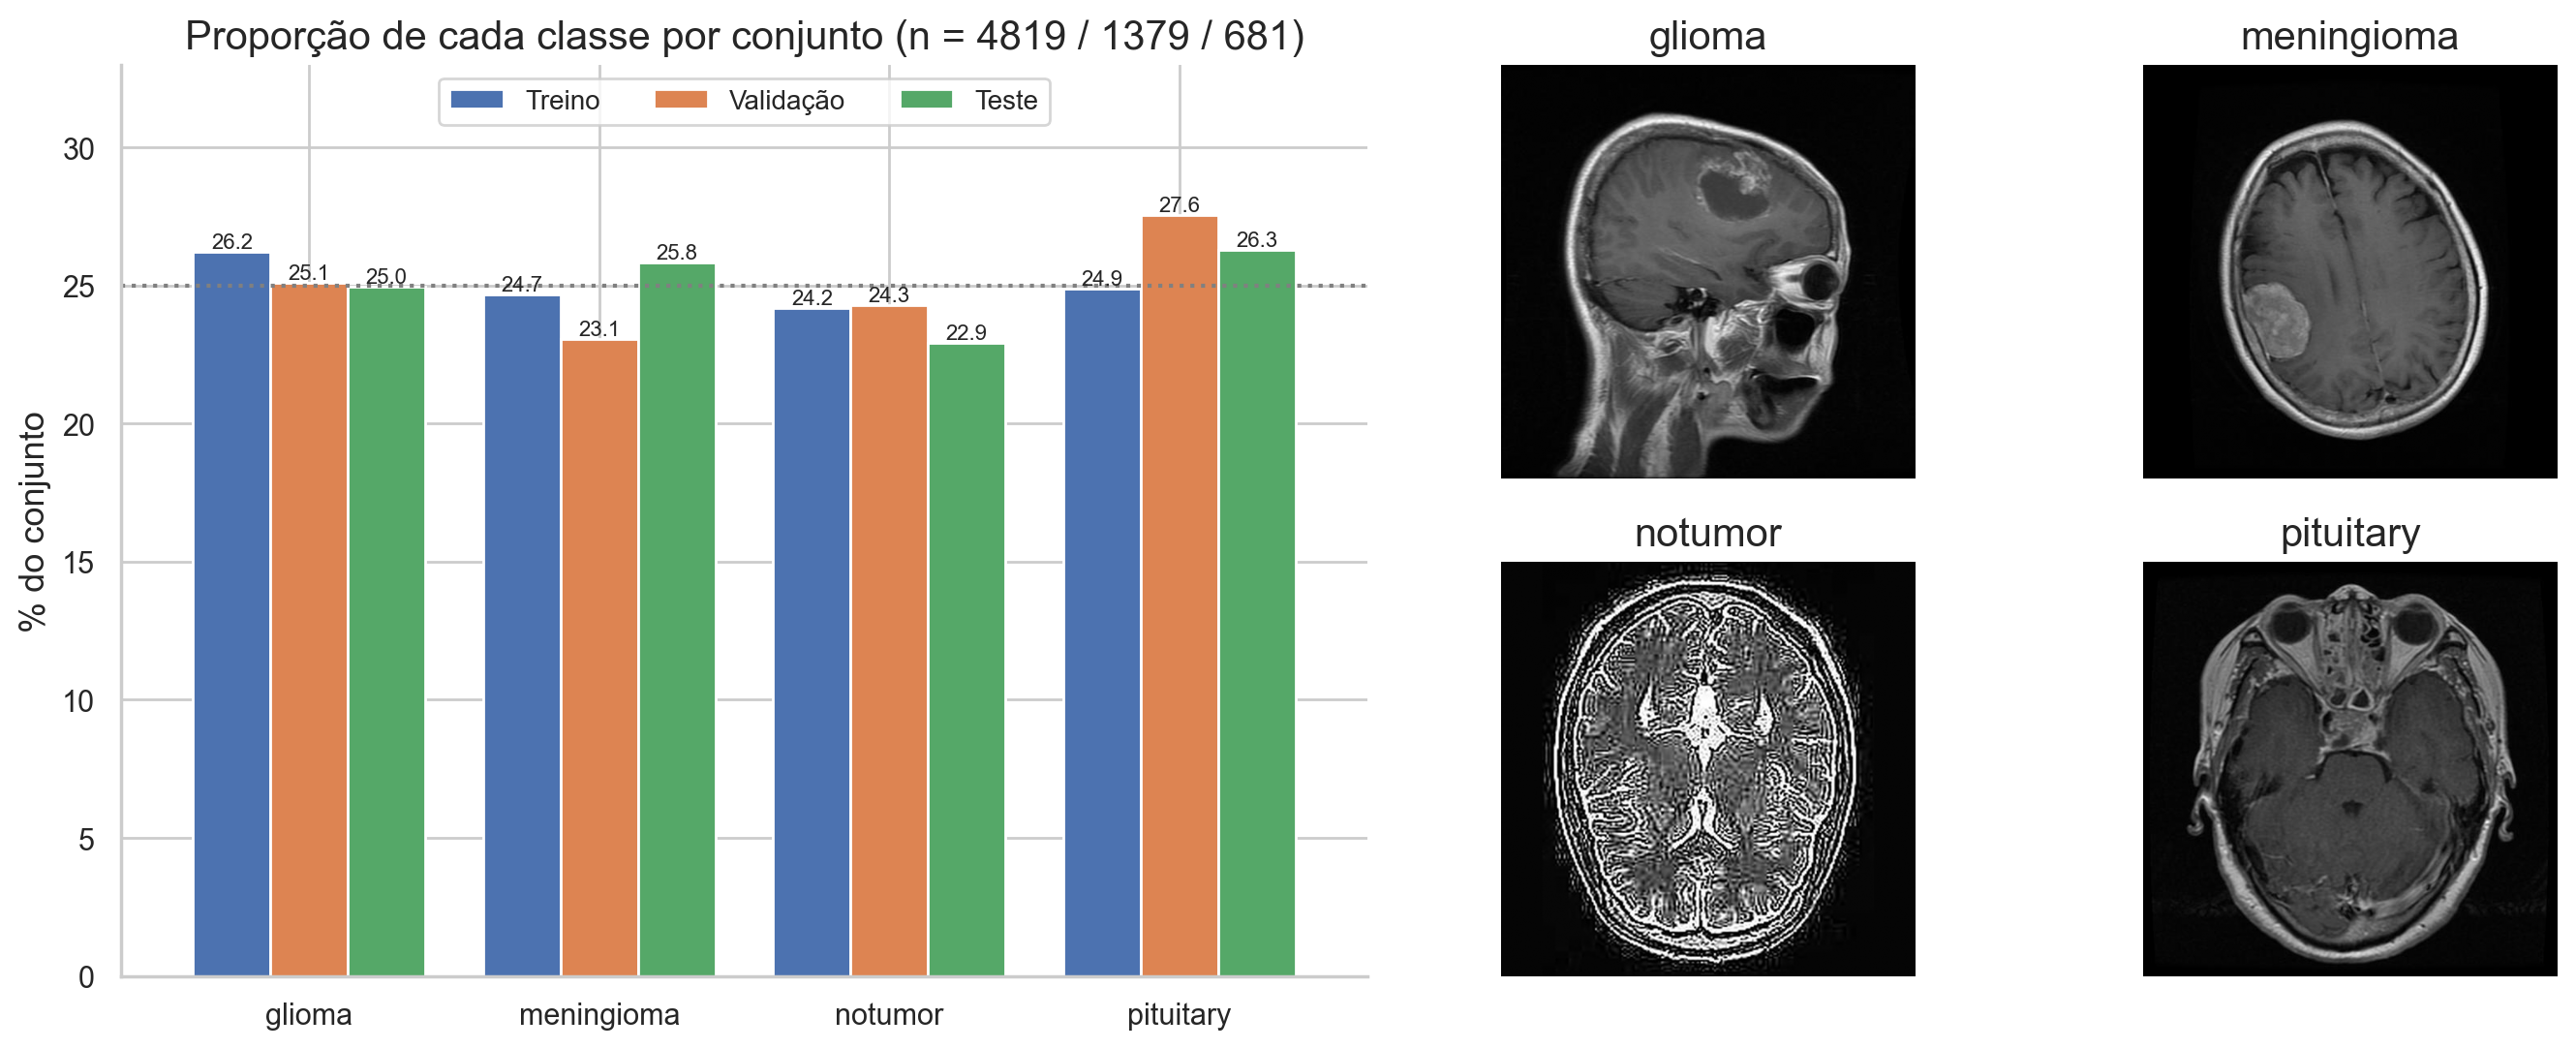 Proporção de cada classe por conjunto (n = 4819 / 1379 / 681)
Treino Validação Teste
% do conjunto
30
25
20
15
10
5
0
26.2 25.1 25.0
24.7 23.1 25.8
24.2 24.3 22.9
24.9 27.6 26.3
glioma meningioma notumor pituitary
glioma
meningioma
notumor
pituitary